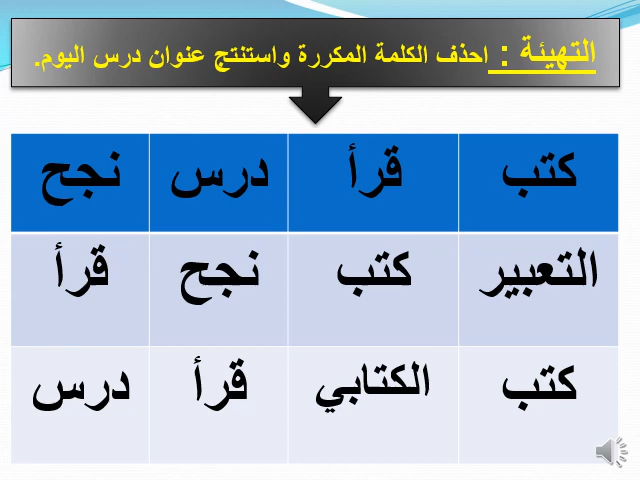 التهيئة : احذف الكلمة المكررة واستنتج عنوان درس اليوم.
كتب قرأ درس نجح
التعبير كتب نجح قرأ
كتب الكتابي قرأ درس